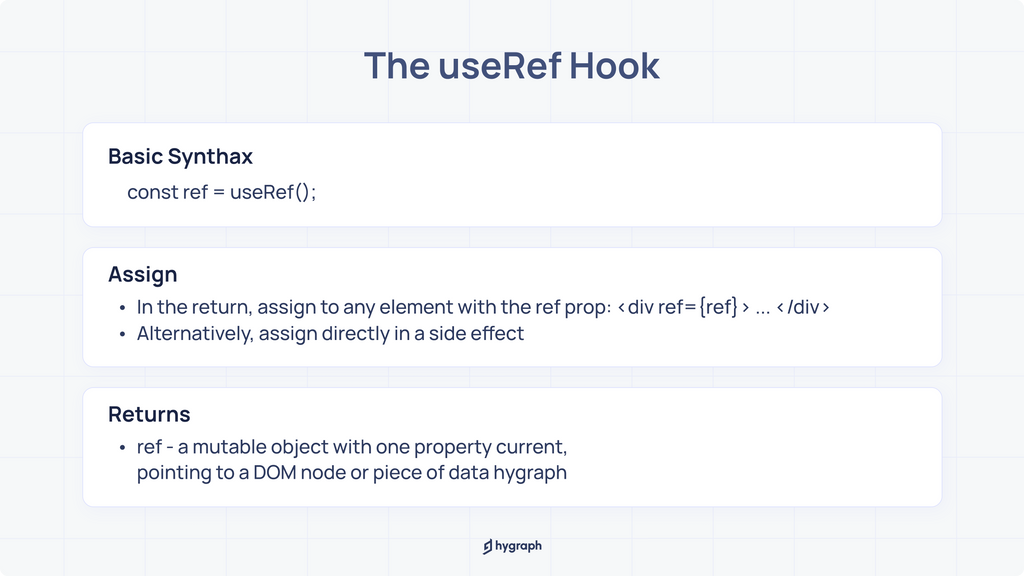 The useRef Hook
Basic Synthax
const ref = useRef();
Assign
• In the return, assign to any element with the ref prop: <div ref={ref}> ... </div>
• Alternatively, assign directly in a side effect
Returns
• ref - a mutable object with one property current,
pointing to a DOM node or piece of data hygraph
hygraph